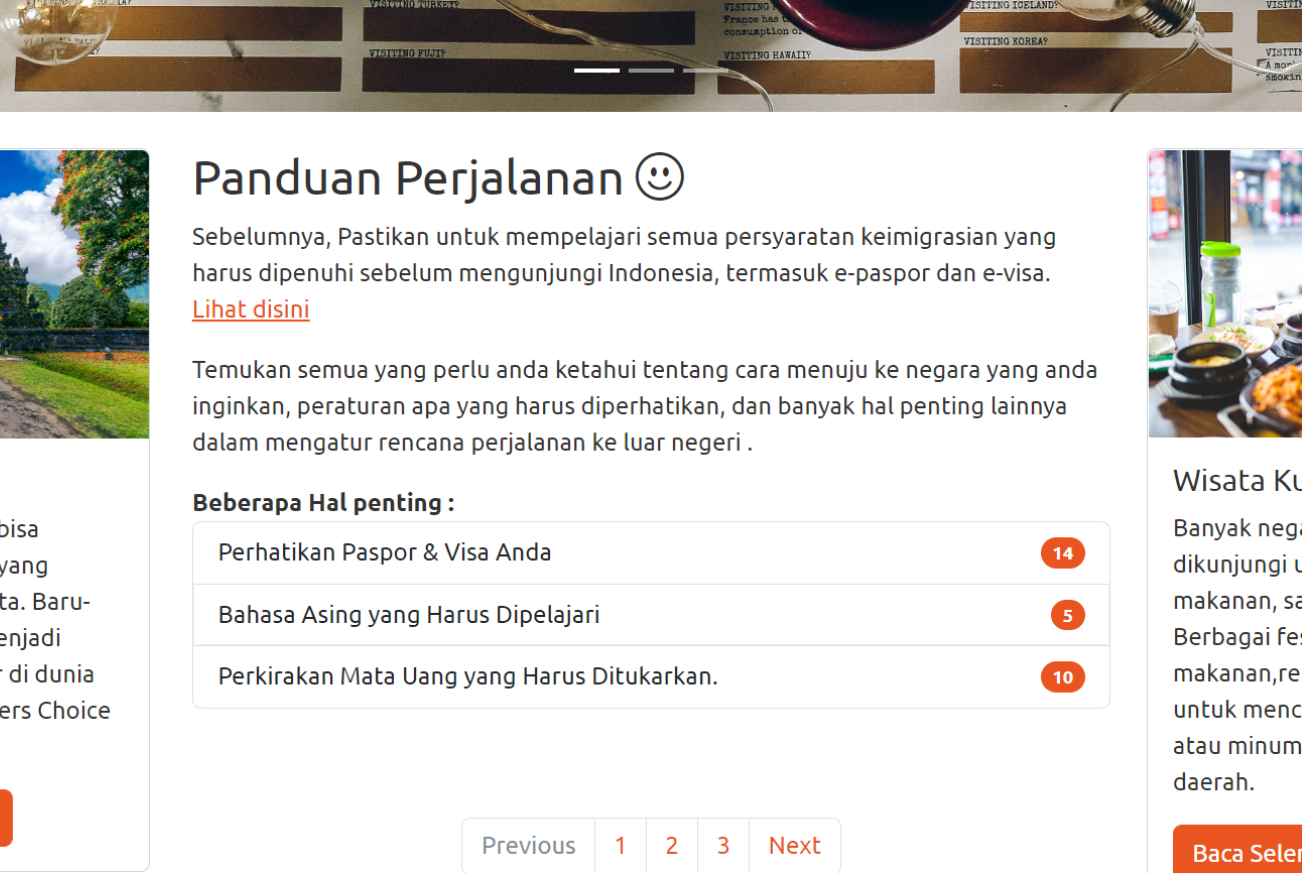 VISITING TURKEY?
VISITING FUJI?
France has
consumption of
VISITING HAWAII?
VISITING ICELAND?
VISITING KOREA?
Panduan Perjalanan
Sebelumnya, Pastikan untuk mempelajari semua persyaratan keimigrasian yang
harus dipenuhi sebelum mengunjungi Indonesia, termasuk e-paspor dan e-visa.
Lihat disini
Temukan semua yang perlu anda ketahui tentang cara menuju ke negara yang anda
inginkan, peraturan apa yang harus diperhatikan, dan banyak hal penting lainnya
dalam mengatur rencana perjalanan ke luar negeri .
Beberapa Hal penting :
Perhatikan Paspor & Visa Anda 14
Bahasa Asing yang Harus Dipelajari 5
Perkirakan Mata Uang yang Harus Ditukarkan. 10
Previous 1 2 3 Next
bisa
yang
ta. Baru-
enjadi
di dunia
ers Choice
Wisata Ku
Banyak nega
dikunjungi u
makanan, sa
Berbagai fes
makanan,re
untuk menc
atau minum
daerah.
Baca Seler